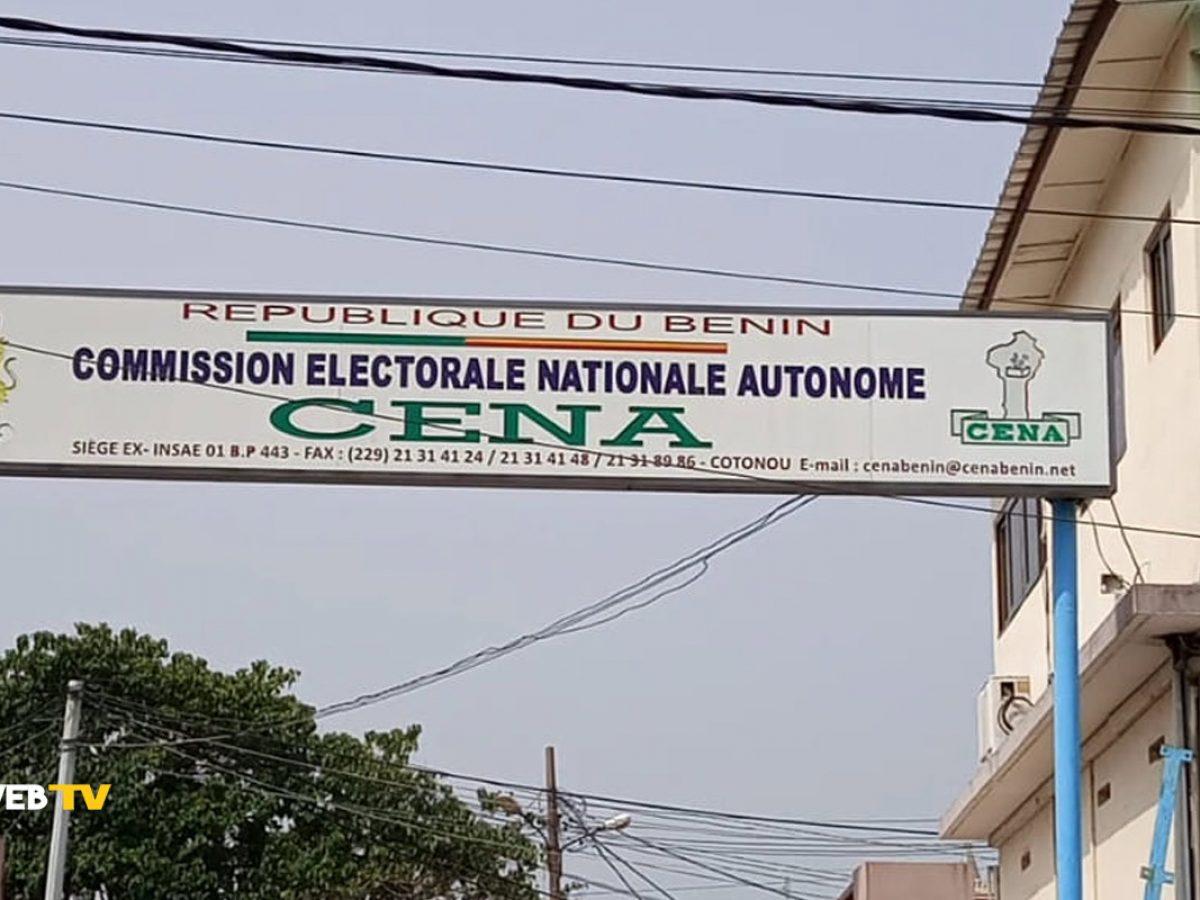 REPUBLIQUE DU BENIN
COMMISSION ELECTORALE NATIONALE AUTONOME
CENA
SIÈGE EX- INSAE 01 B.P 443 - FAX : (229) 21 31 41 24 / 21 31 41 48 / 21 31 89 86 - COTONOU E-mail : cenabenin@cenabenin.net
CENA
WEB TV